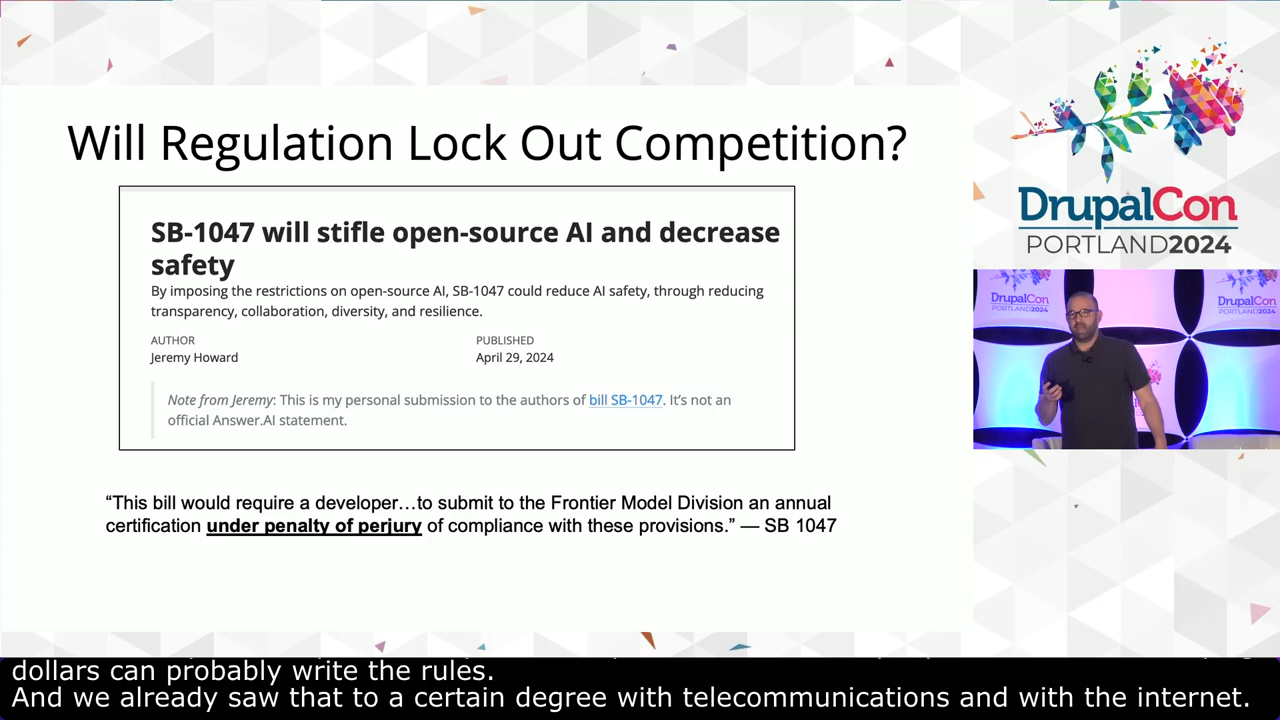 Will Regulation Lock Out Competition?
SB-1047 will stifle open-source AI and decrease
safety
By imposing the restrictions on open-source AI, SB-1047 could reduce AI safety, through reducing
transparency, collaboration, diversity, and resilience.
AUTHOR
PUBLISHED
Jeremy Howard
April 29, 2024
Note from Jeremy: This is my personal submission to the authors of bill SB-1047. It’s not an
official Answer.AI statement.
“This bill would require a developer…to submit to the Frontier Model Division an annual
certification under penalty of perjury of compliance with these provisions.” — SB 1047
DrupalCon
PORTLAND2024
DrupalCon
PORTLAND2024
DrupalCon
PORTLAND2024
dollars can probably write the rules.
And we already saw that to a certain degree with telecommunications and with the internet.